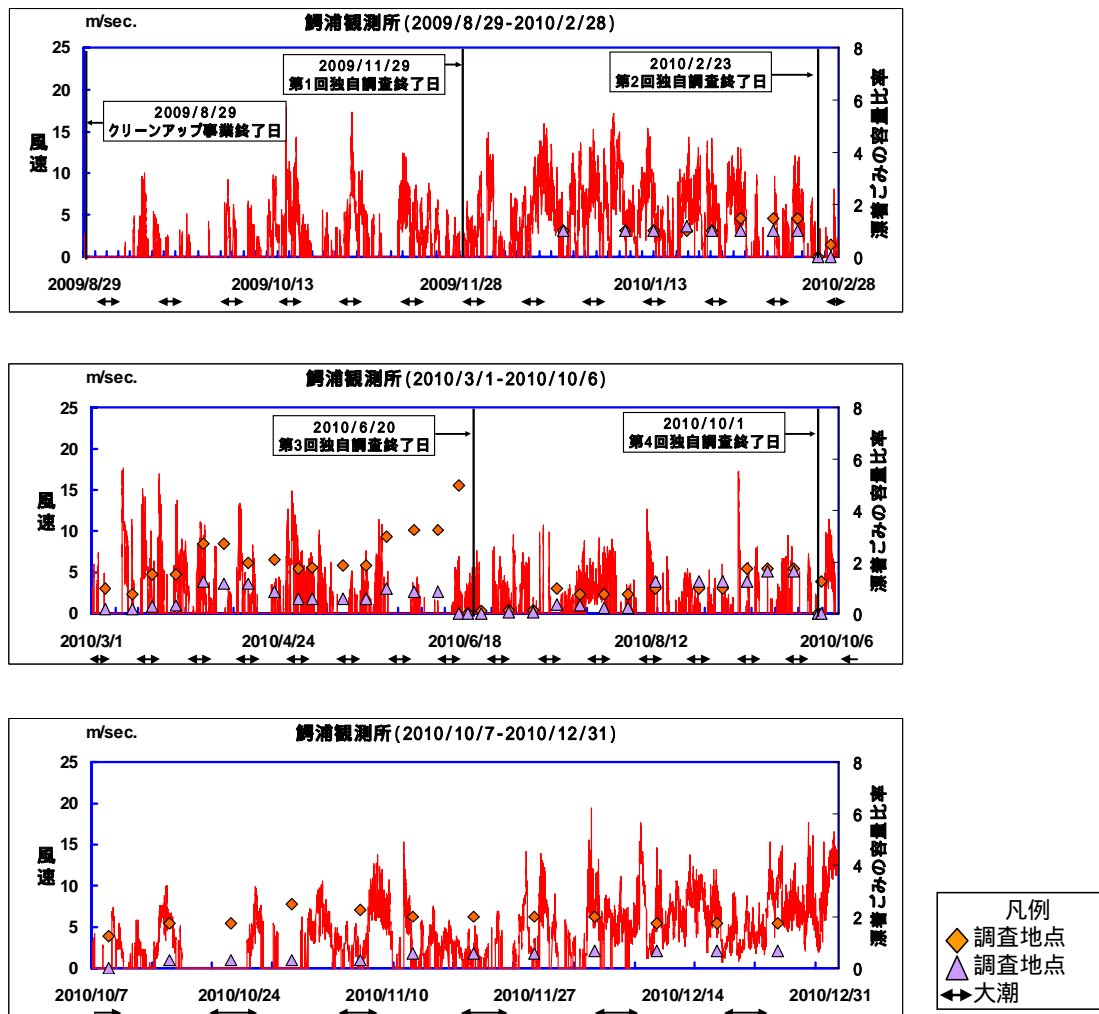 m/sec.
鰐浦観測所(2009/8/29-2010/2/28)
25
20
15
10
5
0
風速
8
6
4
2
0
漂着ごみの容量比率
2009/8/29
クリーンアップ事業終了日
2009/11/29
第1回独自調査終了日
2010/2/23
第2回独自調査終了日
2009/8/29
2009/10/13
2009/11/28
2010/1/13
2010/2/28
m/sec.
鰐浦観測所(2010/3/1-2010/10/6)
25
20
15
10
5
0
風速
8
6
4
2
0
漂着ごみの容量比率
2010/6/20
第3回独自調査終了日
2010/10/1
第4回独自調査終了日
2010/3/1
2010/4/24
2010/6/18
2010/8/12
2010/10/6
m/sec.
鰐浦観測所(2010/10/7-2010/12/31)
25
20
15
10
5
0
風速
8
6
4
2
0
漂着ごみの容量比率
2010/10/7
2010/10/24
2010/11/10
2010/11/27
2010/12/14
2010/12/31
凡例
調査地点
調査地点
大潮